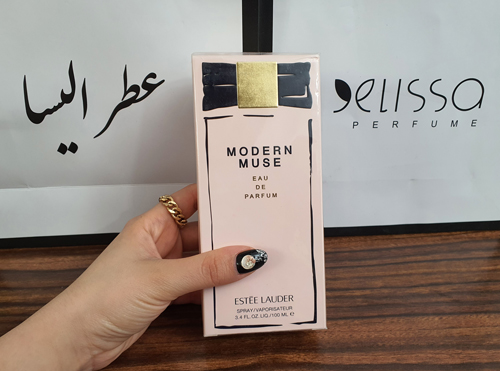 عطر اليسا
elissa
PERFUME
MODERN
MUSE
EAU
DE
PARFUM
ESTĒE LAUDER
SPRAY/VAPORISATEUR
3.4 FL.OZ.LIQ./100 ML ℮